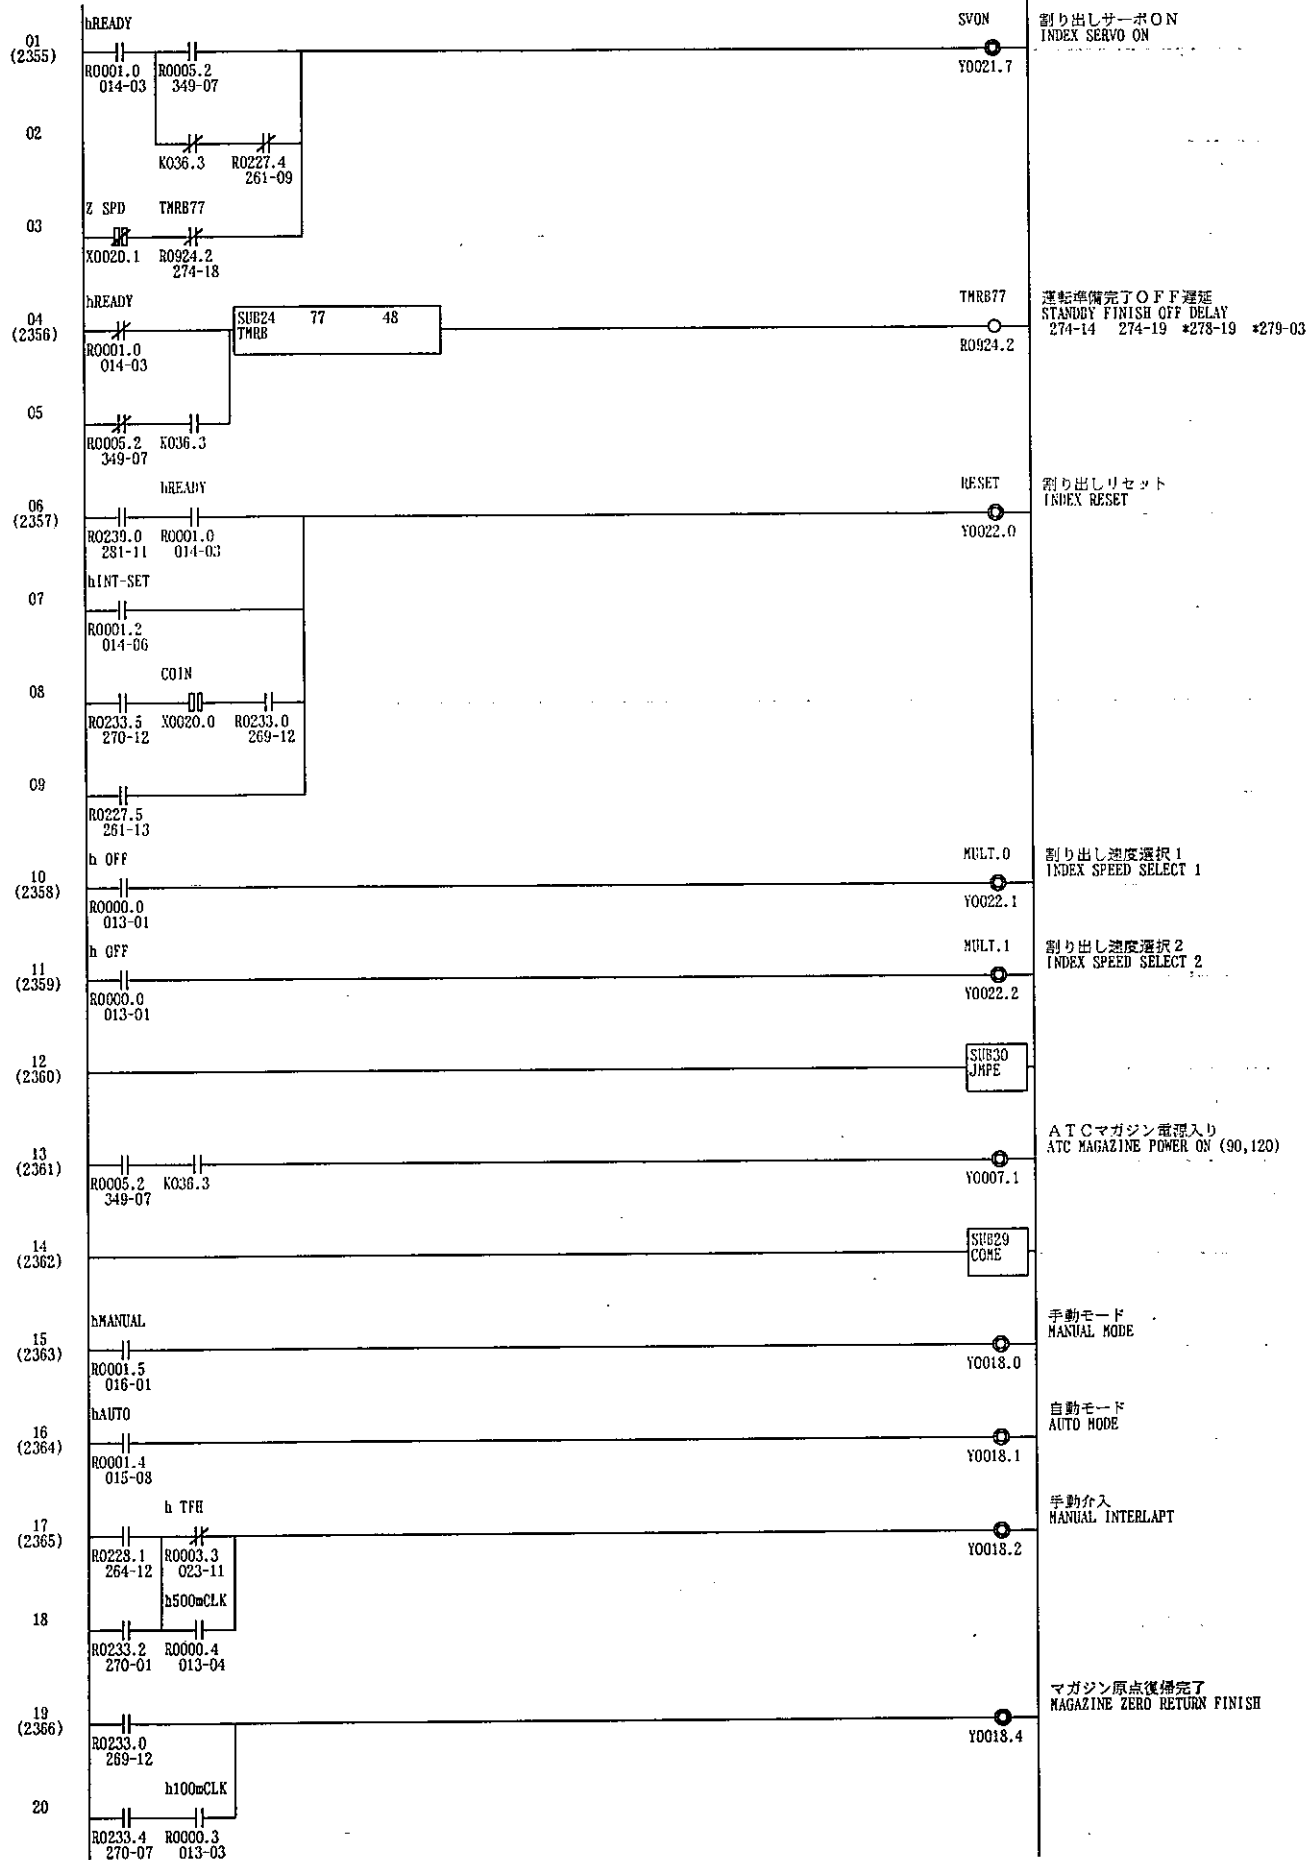 hREADY SVON 割り出しサーボON
01 INDEX SERVO ON
(2355) R0001.0 R0005.2 Y0021.7
014-03 349-07
02
K036.3 R0227.4
261-09
Z SPD TMRB77
03
X0020.1 R0924.2
274-18
hREADY TMRB77 運転準備完了OFF遅延
04 SUB24 77 48 STANDBY FINISH OFF DELAY
(2356) TMRB 274-14 274-19 *278-19 *279-03
R0001.0 R0924.2
014-03
05
R0005.2 K036.3
349-07
hREADY RESET 割り出しリセット
06 INDEX RESET
(2357) R0239.0 R0001.0 Y0022.0
281-11 014-03
hINT-SET
07
R0001.2
014-06
COIN
08
R0233.5 X0020.0 R0233.0
270-12 269-12
09
R0227.5
261-13
h OFF MULT.0 割り出し速度選択1
10 INDEX SPEED SELECT 1
(2358) R0000.0 Y0022.1
013-01
h OFF MULT.1 割り出し速度選択2
11 INDEX SPEED SELECT 2
(2359) R0000.0 Y0022.2
013-01
12 SUB30
(2360) JMPE
ATCマガジン電源入り
13 ATC MAGAZINE POWER ON (90,120)
(2361) R0005.2 K036.3 Y0007.1
349-07
14 SUB29
(2362) COME
hMANUAL 手動モード
15 MANUAL MODE
(2363) R0001.5 Y0018.0
016-01
hAUTO 自動モード
16 AUTO MODE
(2364) R0001.4 Y0018.1
015-08
h TFH 手動介入
17 MANUAL INTERLAPT
(2365) R0228.1 R0003.3 Y0018.2
264-12 023-11
h500mCLK
18
R0233.2 R0000.4
270-01 013-04
マガジン原点復帰完了
19 MAGAZINE ZERO RETURN FINISH
(2366) R0233.0 Y0018.4
269-12
h100mCLK
20
R0233.4 R0000.3
270-07 013-03